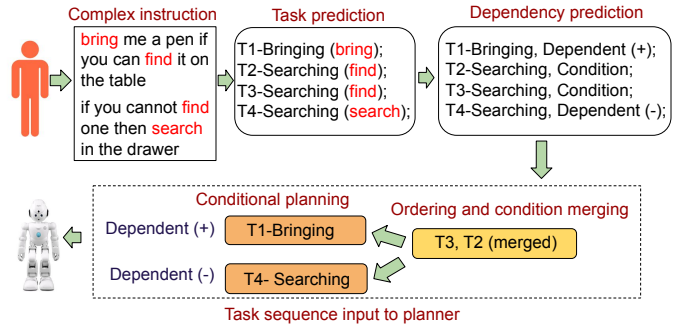 Complex instruction
bring me a pen if
you can find it on
the table
if you cannot find
one then search
in the drawer
Task prediction
T1-Bringing (bring);
T2-Searching (find);
T3-Searching (find);
T4-Searching (search);
Dependency prediction
T1-Bringing, Dependent (+);
T2-Searching, Condition;
T3-Searching, Condition;
T4-Searching, Dependent (-);
Conditional planning
Dependent (+)
T1-Bringing
Ordering and condition merging
T3, T2 (merged)
Dependent (-)
T4- Searching
Task sequence input to planner